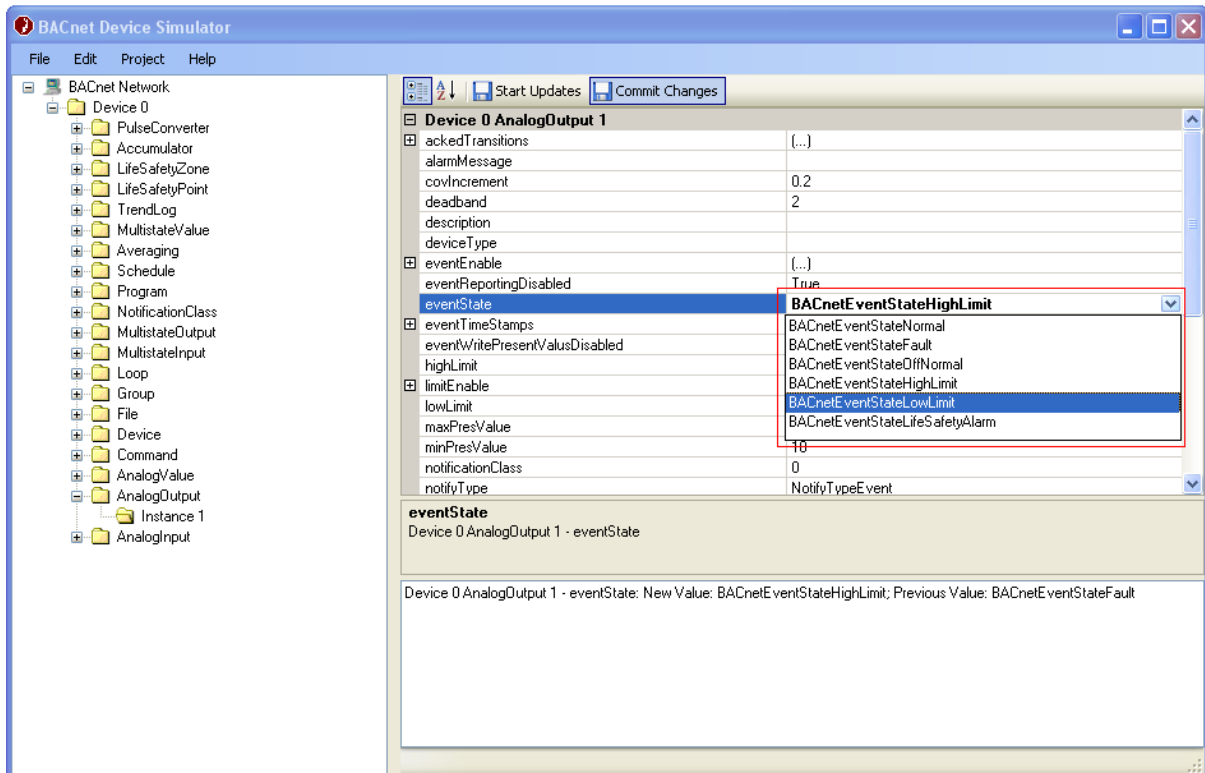 BACnet Device Simulator
File Edit Project Help
BACnet Network
Device 0
PulseConverter
Accumulator
LifeSafetyZone
LifeSafetyPoint
TrendLog
MultistateValue
Averaging
Schedule
Program
NotificationClass
MultistateOutput
MultistateInput
Loop
Group
File
Device
Command
AnalogValue
AnalogOutput
Instance 1
AnalogInput
Start Updates Commit Changes
Device 0 AnalogOutput 1
ackedTransitions (...)
alarmMessage
covIncrement 0.2
deadband 2
description
deviceType
eventEnable (...)
eventReportingDisabled True
eventState BACnetEventStateHighLimit
eventTimeStamps
eventWritePresentValusDisabled
highLimit
limitEnable
lowLimit
maxPresValue
minPresValue 10
notificationClass 0
notifyType NotifyTypeEvent
BACnetEventStateNormal
BACnetEventStateFault
BACnetEventStateOffNormal
BACnetEventStateHighLimit
BACnetEventStateLowLimit
BACnetEventStateLifeSafetyAlarm
eventState
Device 0 AnalogOutput 1 - eventState
Device 0 AnalogOutput 1 - eventState: New Value: BACnetEventStateHighLimit; Previous Value: BACnetEventStateFault